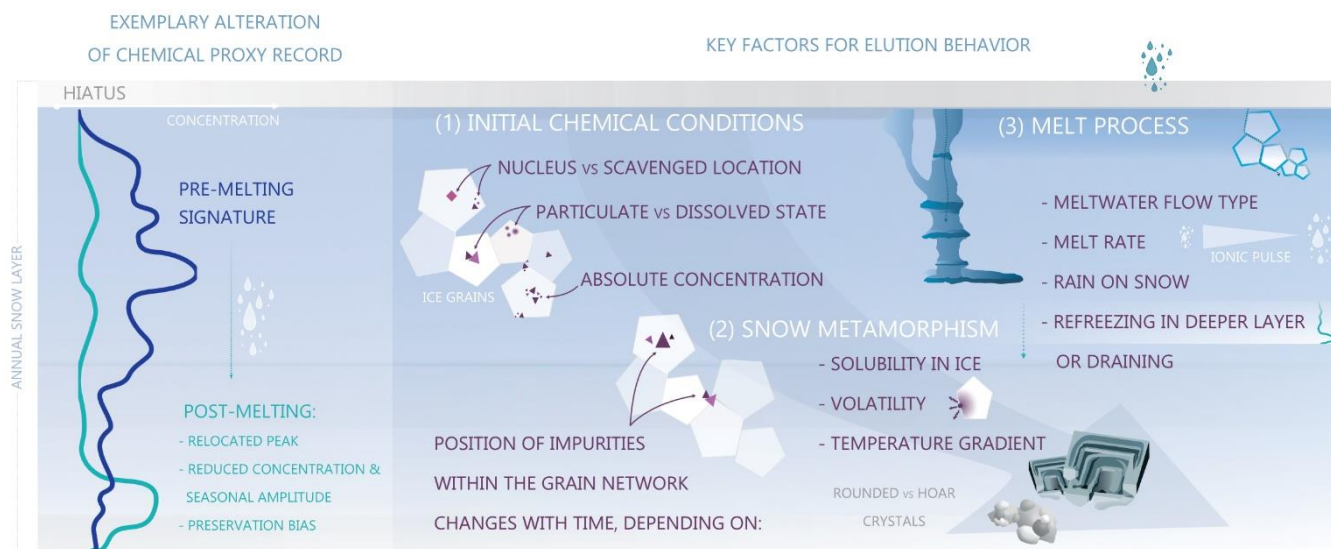 EXEMPLARY ALTERATION
OF CHEMICAL PROXY RECORD
KEY FACTORS FOR ELUTION BEHAVIOR
ANNUAL SNOW LAYER
HIATUS
CONCENTRATION
PRE-MELTING
SIGNATURE
POST-MELTING:
- RELOCATED PEAK
- REDUCED CONCENTRATION &
SEASONAL AMPLITUDE
- PRESERVATION BIAS
HIATUS
(1) INITIAL CHEMICAL CONDITIONS
NUCLEUS vs SCAVENGED LOCATION
PARTICULATE vs DISSOLVED STATE
ABSOLUTE CONCENTRATION
ICE GRAINS
(2) SNOW METAMORPHISM
- SOLUBILITY IN ICE
- VOLATILITY
- TEMPERATURE GRADIENT
POSITION OF IMPURITIES
WITHIN THE GRAIN NETWORK
CHANGES WITH TIME, DEPENDING ON:
ROUNDED vs HOAR
CRYSTALS
(3) MELT PROCESS
- MELTWATER FLOW TYPE
- MELT RATE
- RAIN ON SNOW
- REFREEZING IN DEEPER LAYER
OR DRAINING
IONIC PULSE